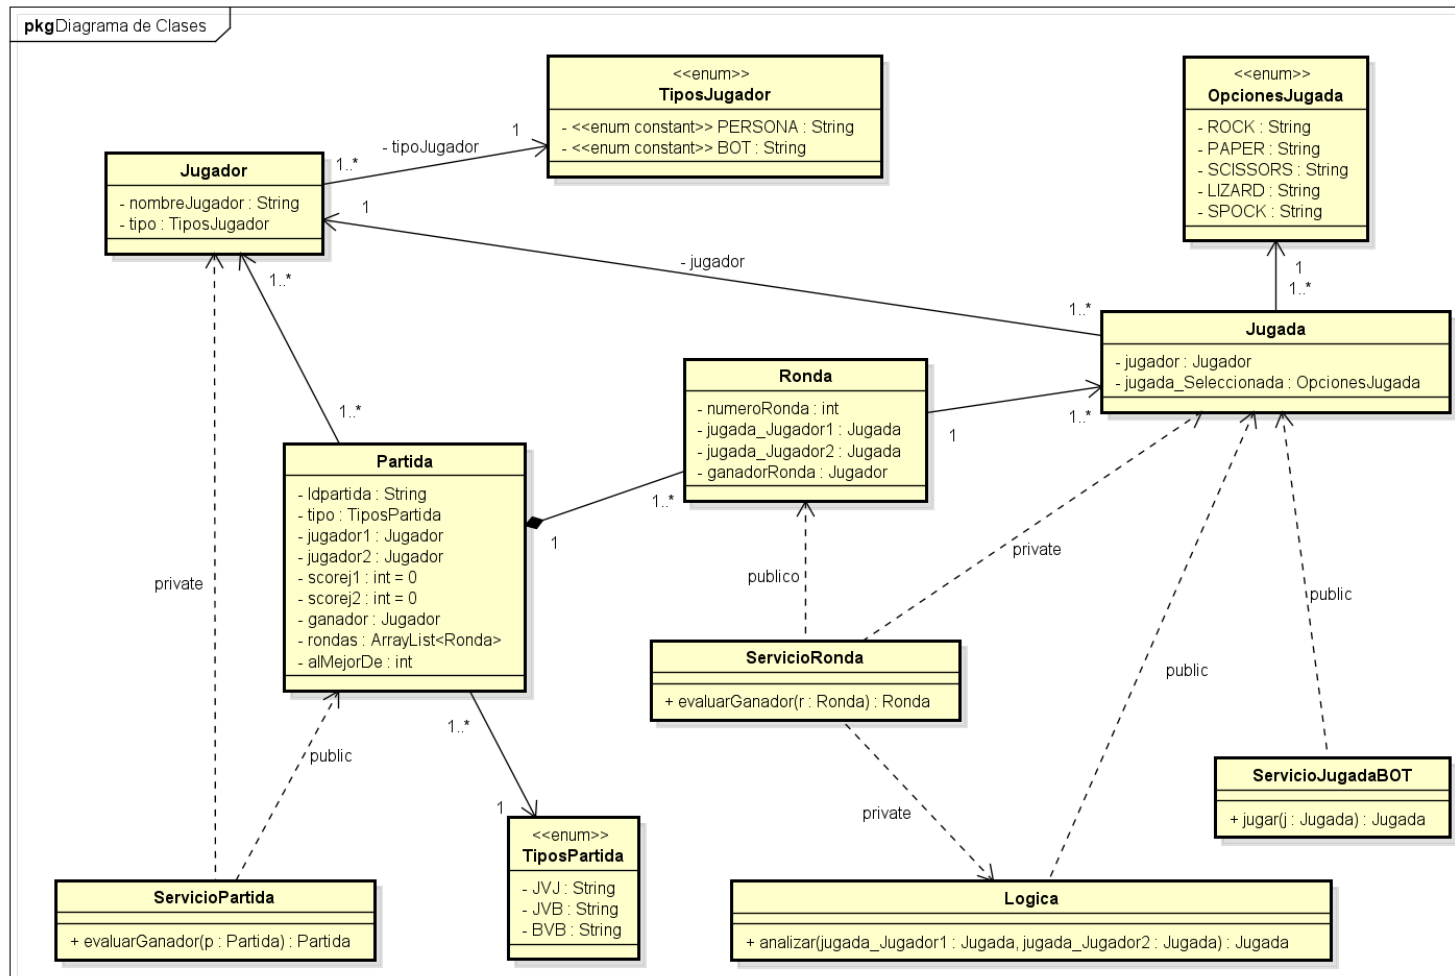 pkg Diagrama de Clases
<<enum>>
TiposJugador
- <<enum constant>> PERSONA : String
- <<enum constant>> BOT : String
<<enum>>
OpcionesJugada
- ROCK : String
- PAPER : String
- SCISSORS : String
- LIZARD : String
- SPOCK : String
1
- tipoJugador
1..*
Jugador
- nombreJugador : String
- tipo : TiposJugador
1
- jugador
1..*
1
1..*
1..*
1..*
Jugada
- jugador : Jugador
- jugada_Seleccionada : OpcionesJugada
Ronda
- numeroRonda : int
- jugada_Jugador1 : Jugada
- jugada_Jugador2 : Jugada
- ganadorRonda : Jugador
1
1..*
Partida
- Idpartida : String
- tipo : TiposPartida
- jugador1 : Jugador
- jugador2 : Jugador
- scorej1 : int = 0
- scorej2 : int = 0
- ganador : Jugador
- rondas : ArrayList<Ronda>
- alMejorDe : int
1..*
1
private
publico
private
public
ServicioRonda
+ evaluarGanador(r : Ronda) : Ronda
public
public
1..*
1
private
ServicioJugadaBOT
+ jugar(j : Jugada) : Jugada
<<enum>>
TiposPartida
- JVJ : String
- JVB : String
- BVB : String
ServicioPartida
+ evaluarGanador(p : Partida) : Partida
Logica
+ analizar(jugada_Jugador1 : Jugada, jugada_Jugador2 : Jugada) : Jugada